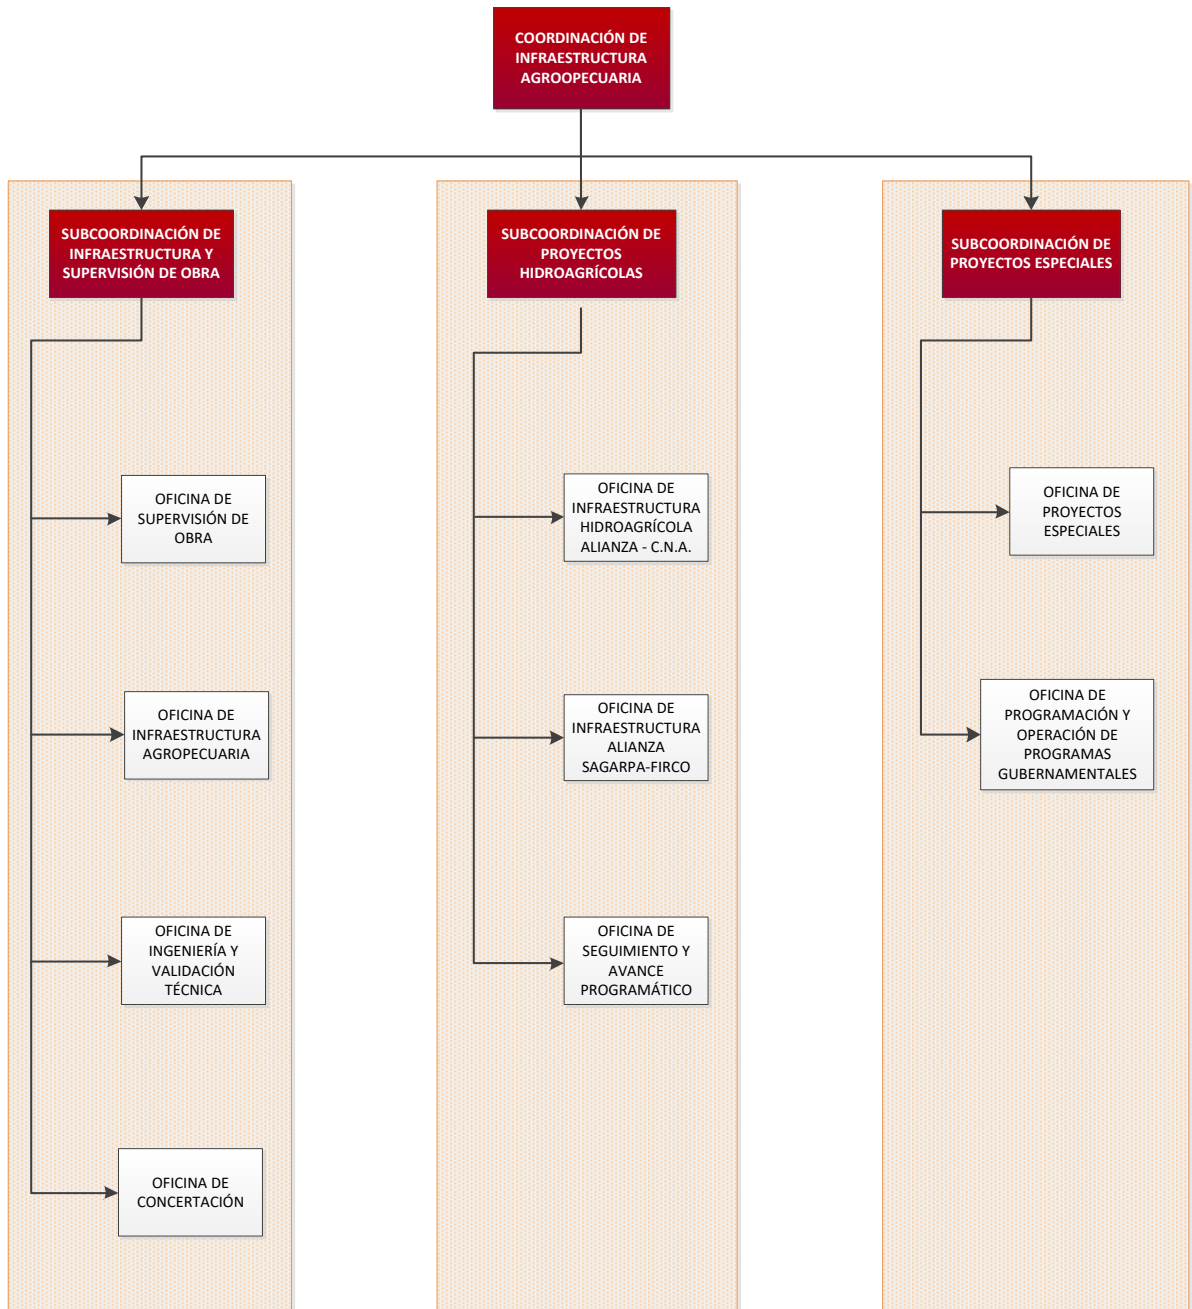 COORDINACIÓN DE
INFRAESTRUCTURA
AGROOPECUARIA
SUBCOORDINACIÓN DE
INFRAESTRUCTURA Y
SUPERVISIÓN DE OBRA
SUBCOORDINACIÓN DE
PROYECTOS
HIDROAGRÍCOLAS
SUBCOORDINACIÓN DE
PROYECTOS ESPECIALES
OFICINA DE
SUPERVISIÓN DE
OBRA
OFICINA DE
INFRAESTRUCTURA
HIDROAGRÍCOLA
ALIANZA - C.N.A.
OFICINA DE
PROYECTOS
ESPECIALES
OFICINA DE
INFRAESTRUCTURA
AGROPECUARIA
OFICINA DE
INFRAESTRUCTURA
ALIANZA
SAGARPA-FIRCO
OFICINA DE
PROGRAMACIÓN Y
OPERACIÓN DE
PROGRAMAS
GUBERNAMENTALES
OFICINA DE
INGENIERÍA Y
VALIDACIÓN
TÉCNICA
OFICINA DE
SEGUIMIENTO Y
AVANCE
PROGRAMÁTICO
OFICINA DE
CONCERTACIÓN